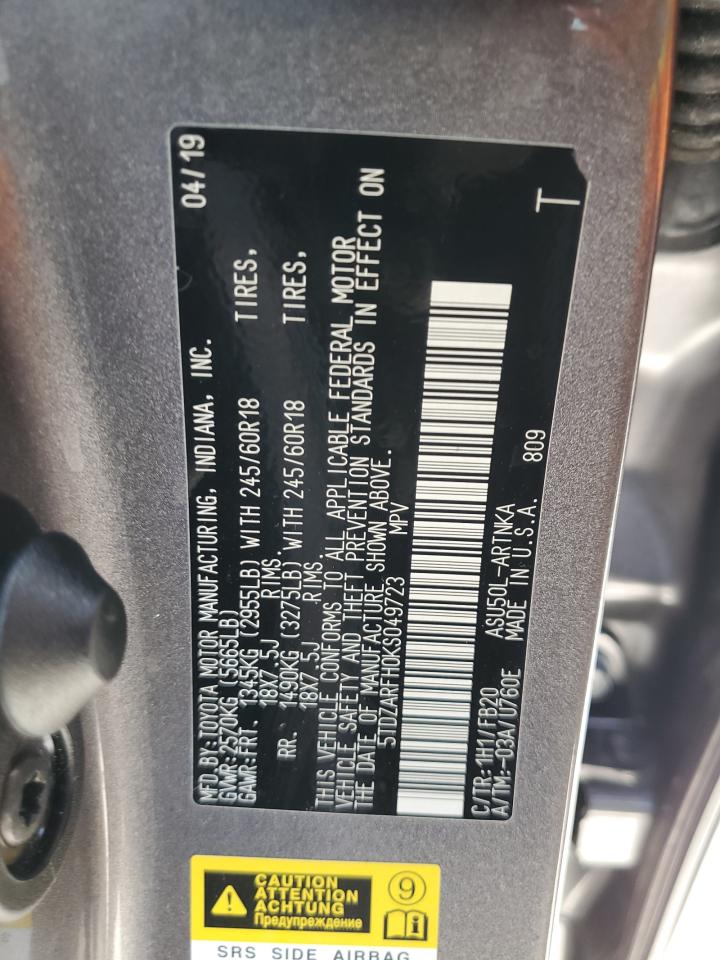 MFD.BY:TOYOTA MOTOR MANUFACTURING, INDIANA, INC. 04/19
GVWR:2570KG (5665LB)
GAWR:FRT. 1345KG (2955LB) WITH 245/60R18 TIRES,
18X7.5J RIMS.
RR. 1490KG (3275LB) WITH 245/60R18 TIRES,
18X7.5J RIMS.
THIS VEHICLE CONFORMS TO ALL APPLICABLE FEDERAL MOTOR
VEHICLE SAFETY AND THEFT PREVENTION STANDARDS IN EFFECT ON
THE DATE OF MANUFACTURE SHOWN ABOVE.
5TDZARFH0KS049723 MPV
C/TR:1H1/FB20 ASU50L-ARTNKA 809 T
A/TM:-03A/U760E MADE IN U.S.A.
CAUTION
ATTENTION
ACHTUNG
Предупреждение
9
SRS SIDE AIRBAG